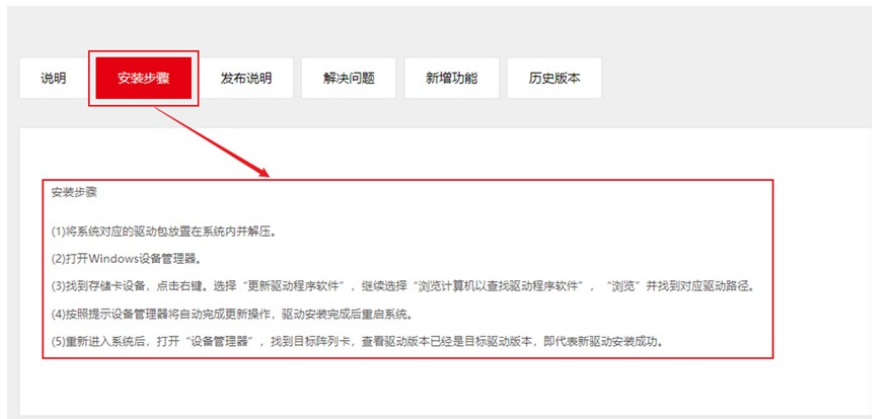 说明 安装步骤 发布说明 解决问题 新增功能 历史版本
安装步骤
(1)将系统对应的驱动包放置在系统内并解压。
(2)打开Windows设备管理器。
(3)找到存储卡设备，点击右键。选择“更新驱动程序软件”，继续选择“浏览计算机以查找驱动程序软件”，“浏览”并找到对应驱动路径。
(4)按照提示设备管理器将自动完成更新操作，驱动安装完成后重启系统。
(5)重新进入系统后，打开“设备管理器”，找到目标阵列卡，查看驱动版本已经是目标驱动版本，即代表新驱动安装成功。